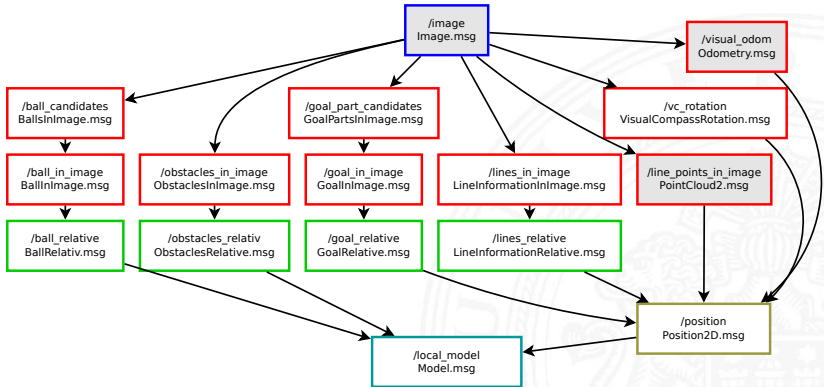 /image
Image.msg
/visual_odom
Odometry.msg
/ball_candidates
BallsInImage.msg
/goal_part_candidates
GoalPartsInImage.msg
/vc_rotation
VisualCompassRotation.msg
/ball_in_image
BallInImage.msg
/obstacles_in_image
ObstaclesInImage.msg
/goal_in_image
GoalInImage.msg
/lines_in_image
LineInformationInImage.msg
/line_points_in_image
PointCloud2.msg
/ball_relative
BallRelativ.msg
/obstacles_relativ
ObstaclesRelative.msg
/goal_relative
GoalRelative.msg
/lines_relative
LineInformationRelative.msg
/position
Position2D.msg
/local_model
Model.msg